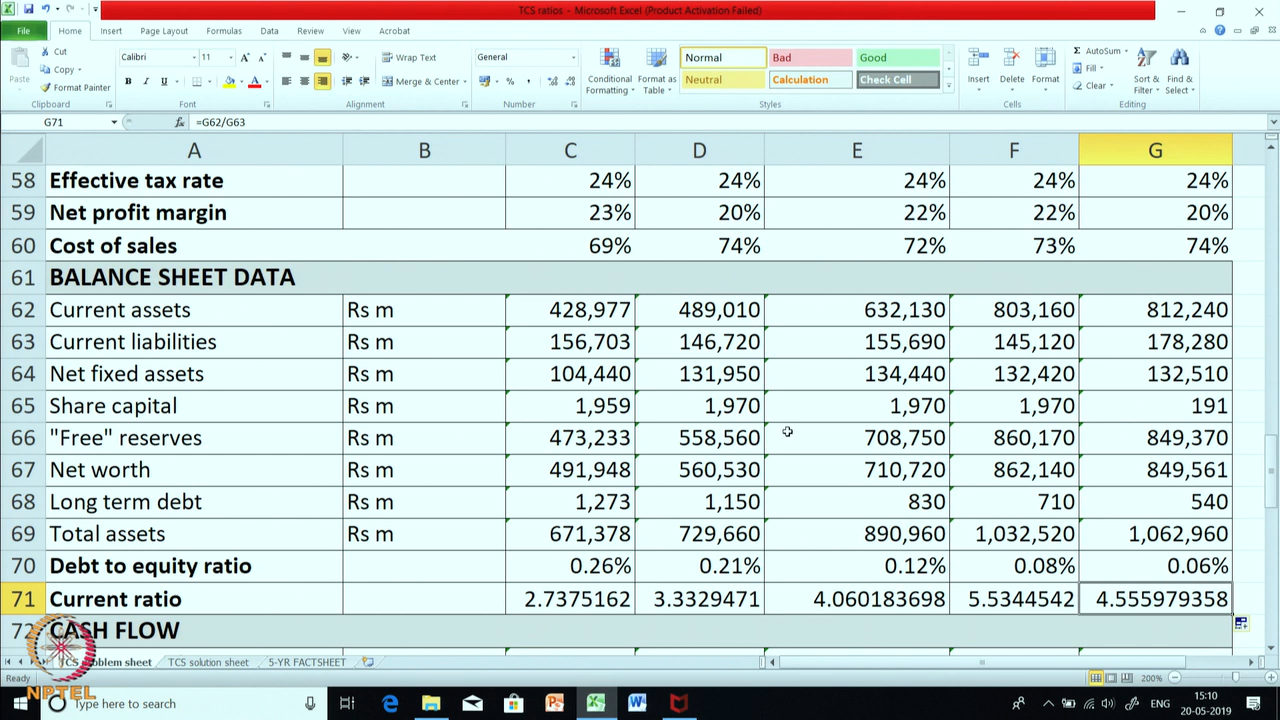 TCS ratios - Microsoft Excel (Product Activation Failed)
File Home Insert Page Layout Formulas Data Review View Acrobat
Cut
Copy
Format Painter
Paste
Clipboard
Calibri 11
Font
Wrap Text
Merge & Center
Alignment
General
Number
Conditional Formatting
Format as Table
Normal Bad Good
Neutral Calculation Check Cell
Styles
Insert Delete Format
Cells
AutoSum
Fill
Clear
Sort & Filter
Find & Select
Editing
G71 fx =G62/G63
A B C D E F G
58 Effective tax rate 24% 24% 24% 24% 24%
59 Net profit margin 23% 20% 22% 22% 20%
60 Cost of sales 69% 74% 72% 73% 74%
61 BALANCE SHEET DATA
62 Current assets Rs m 428,977 489,010 632,130 803,160 812,240
63 Current liabilities Rs m 156,703 146,720 155,690 145,120 178,280
64 Net fixed assets Rs m 104,440 131,950 134,440 132,420 132,510
65 Share capital Rs m 1,959 1,970 1,970 1,970 191
66 "Free" reserves Rs m 473,233 558,560 708,750 860,170 849,370
67 Net worth Rs m 491,948 560,530 710,720 862,140 849,561
68 Long term debt Rs m 1,273 1,150 830 710 540
69 Total assets Rs m 671,378 729,660 890,960 1,032,520 1,062,960
70 Debt to equity ratio 0.26% 0.21% 0.12% 0.08% 0.06%
71 Current ratio 2.7375162 3.3329471 4.060183698 5.5344542 4.555979358
72 CASH FLOW
TCS problem sheet TCS solution sheet 5-YR FACTSHEET
Ready 200%
NPTEL
Type here to search
ENG
15:10
20-05-2019